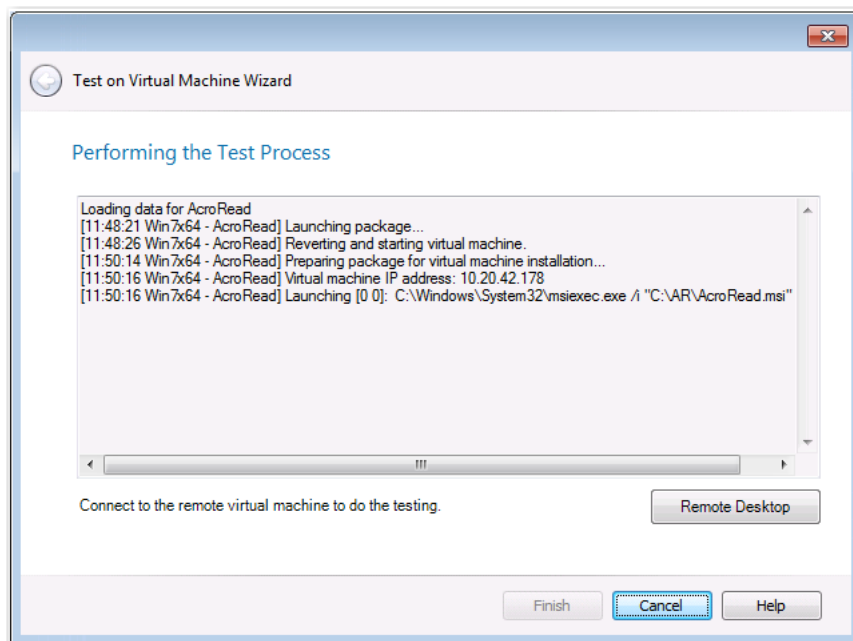 Test on Virtual Machine Wizard
Performing the Test Process
Loading data for AcroRead
[11:48:21 Win7x64 - AcroRead] Launching package...
[11:48:26 Win7x64 - AcroRead] Reverting and starting virtual machine.
[11:50:14 Win7x64 - AcroRead] Preparing package for virtual machine installation...
[11:50:16 Win7x64 - AcroRead] Virtual machine IP address: 10.20.42.178
[11:50:16 Win7x64 - AcroRead] Launching [0 0]:  C:\Windows\System32\msiexec.exe /i "C:\AR\AcroRead.msi"
Connect to the remote virtual machine to do the testing.
Remote Desktop
Finish
Cancel
Help